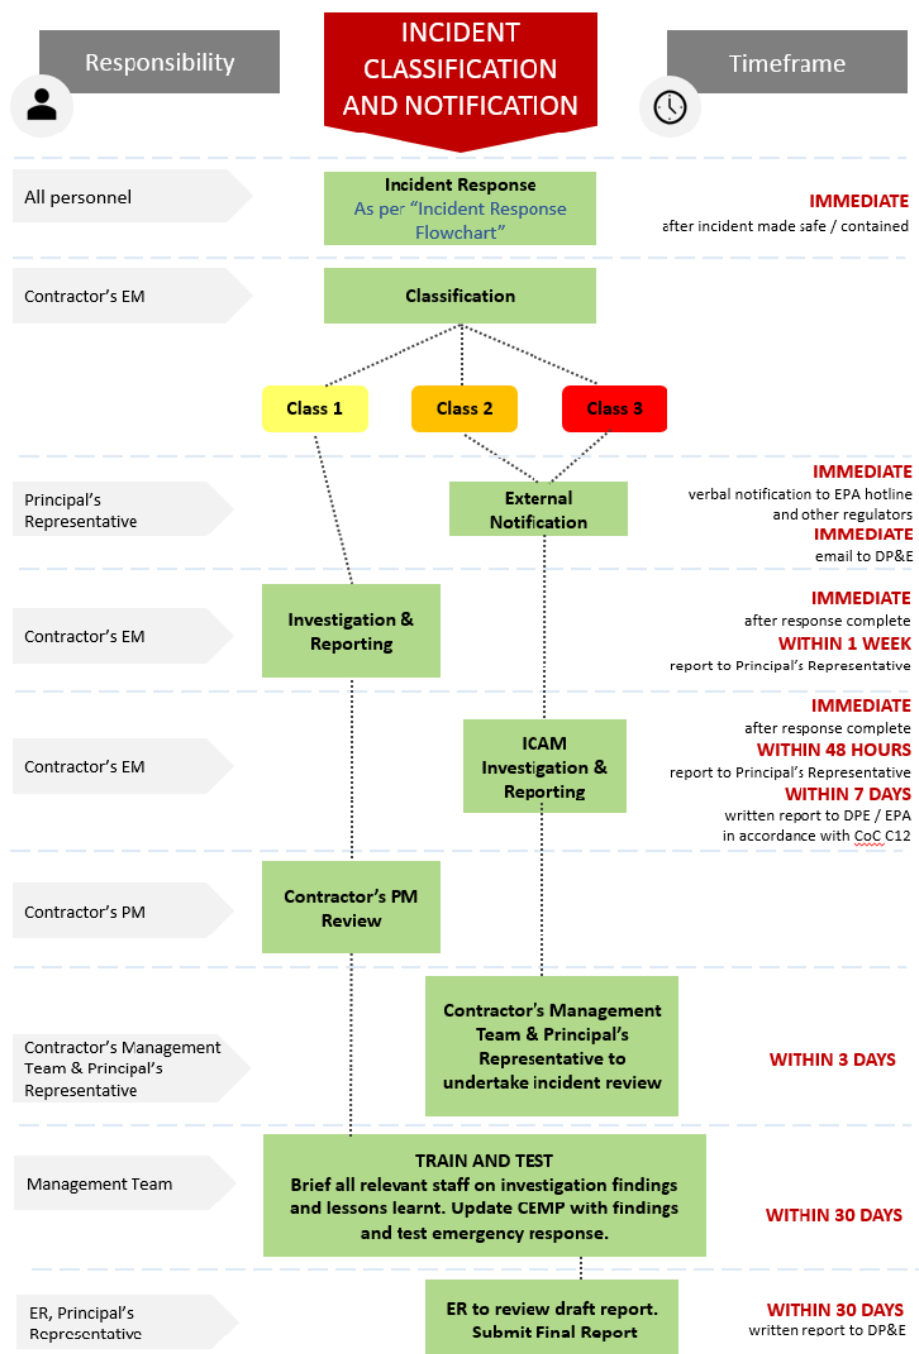 Responsibility
INCIDENT
CLASSIFICATION
AND NOTIFICATION
Timeframe
All personnel
Incident Response
As per “Incident Response
Flowchart”
IMMEDIATE
after incident made safe / contained
Contractor’s EM
Classification
Class 1
Class 2
Class 3
Principal’s
Representative
External
Notification
IMMEDIATE
verbal notification to EPA hotline
and other regulators
IMMEDIATE
email to DP&E
Contractor’s EM
Investigation &
Reporting
IMMEDIATE
after response complete
WITHIN 1 WEEK
report to Principal’s Representative
Contractor’s EM
ICAM
Investigation &
Reporting
IMMEDIATE
after response complete
WITHIN 48 HOURS
report to Principal’s Representative
WITHIN 7 DAYS
written report to DPE / EPA
in accordance with CoC C12
Contractor’s PM
Contractor’s PM
Review
Contractor’s Management
Team & Principal’s
Representative
Contractor’s Management
Team & Principal’s
Representative to
undertake incident review
WITHIN 3 DAYS
Management Team
TRAIN AND TEST
Brief all relevant staff on investigation findings
and lessons learnt. Update CEMP with findings
and test emergency response.
WITHIN 30 DAYS
ER, Principal’s
Representative
ER to review draft report.
Submit Final Report
WITHIN 30 DAYS
written report to DP&E